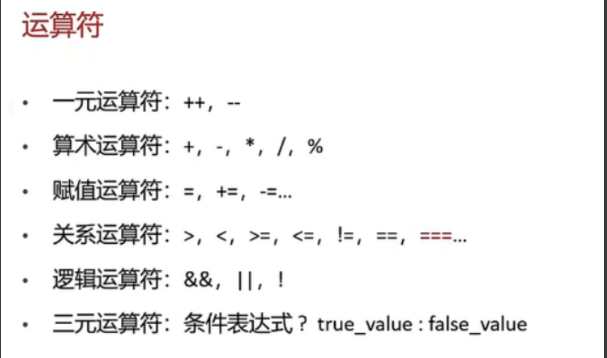 运算符
• 一元运算符：++，--
• 算术运算符：+，-，*，/，%
• 赋值运算符：=，+=，-=...
• 关系运算符：>，<，>=，<=，!=，==，===...
• 逻辑运算符：&&，||，!
• 三元运算符：条件表达式？true_value : false_value